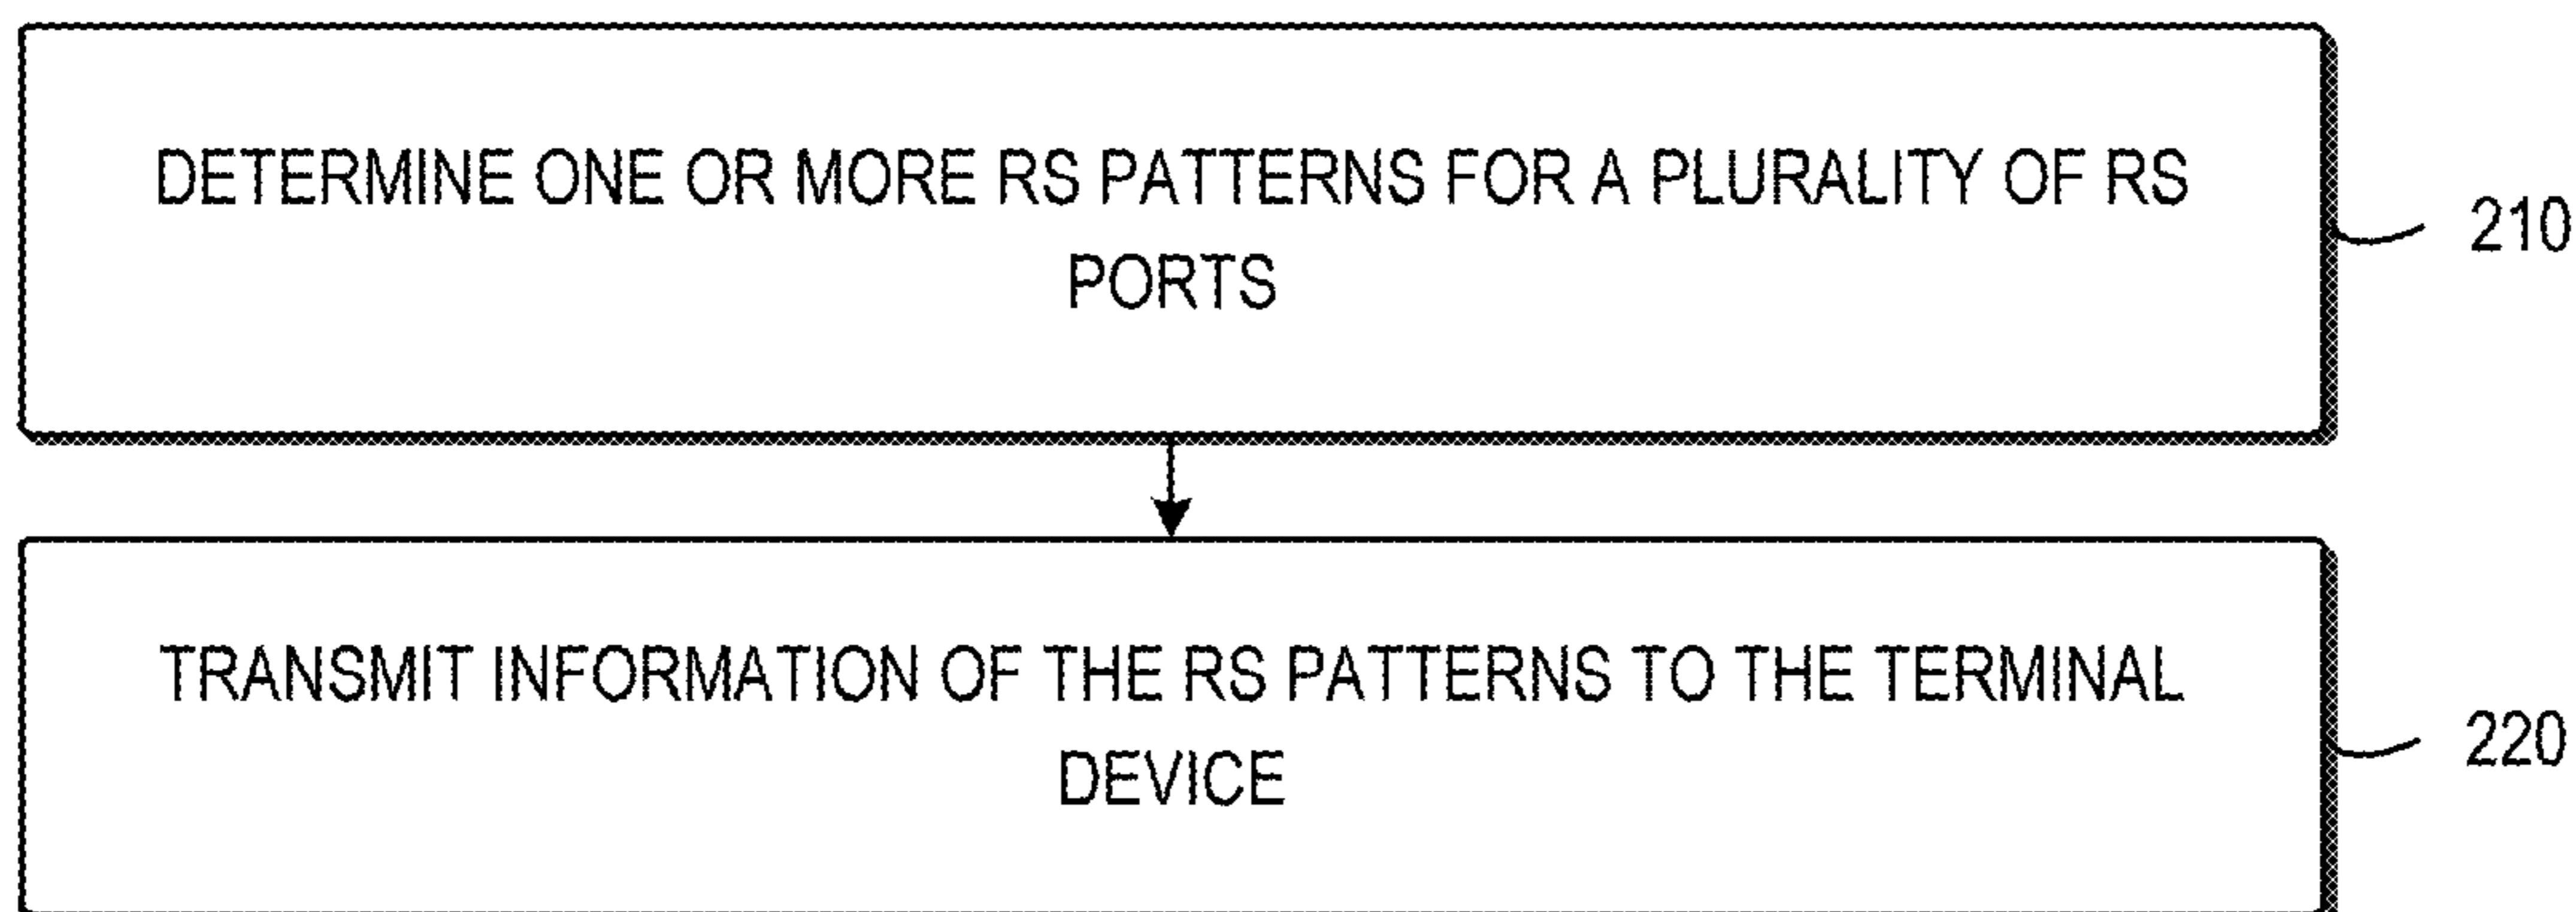 DETERMINE ONE OR MORE RS PATTERNS FOR A PLURALITY OF RS
PORTS
210
TRANSMIT INFORMATION OF THE RS PATTERNS TO THE TERMINAL
DEVICE
220